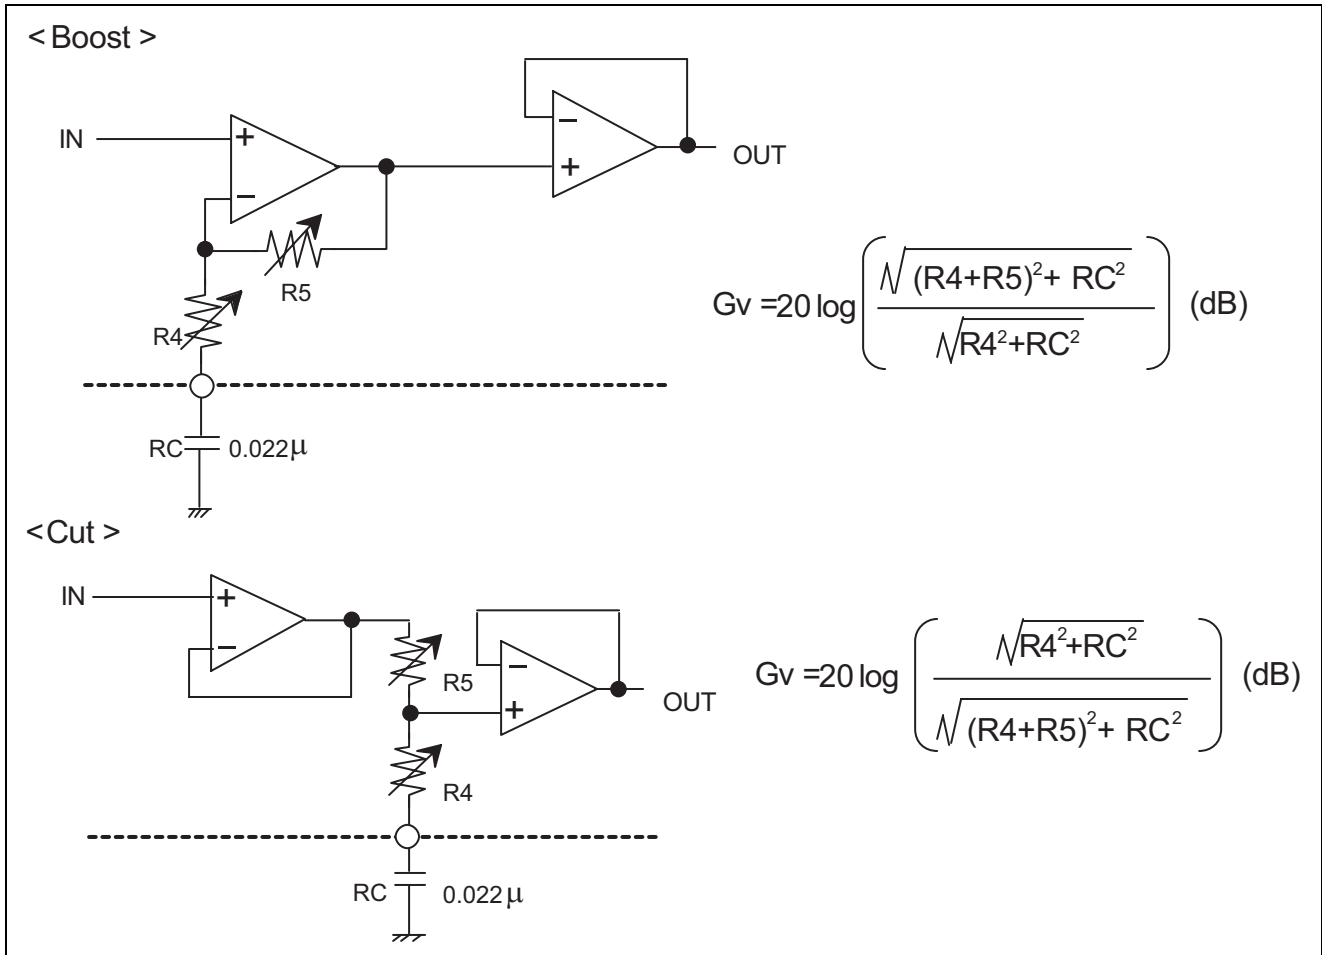 < Boost >
IN
+
−
−
+
OUT
R5
R4
RC 0.022μ
Gv =20 log ( √(R4+R5)²+ RC² / √R4²+RC² ) (dB)
< Cut >
IN
+
−
R5
−
+
OUT
R4
RC 0.022μ
Gv =20 log ( √R4²+RC² / √(R4+R5)²+ RC² ) (dB)